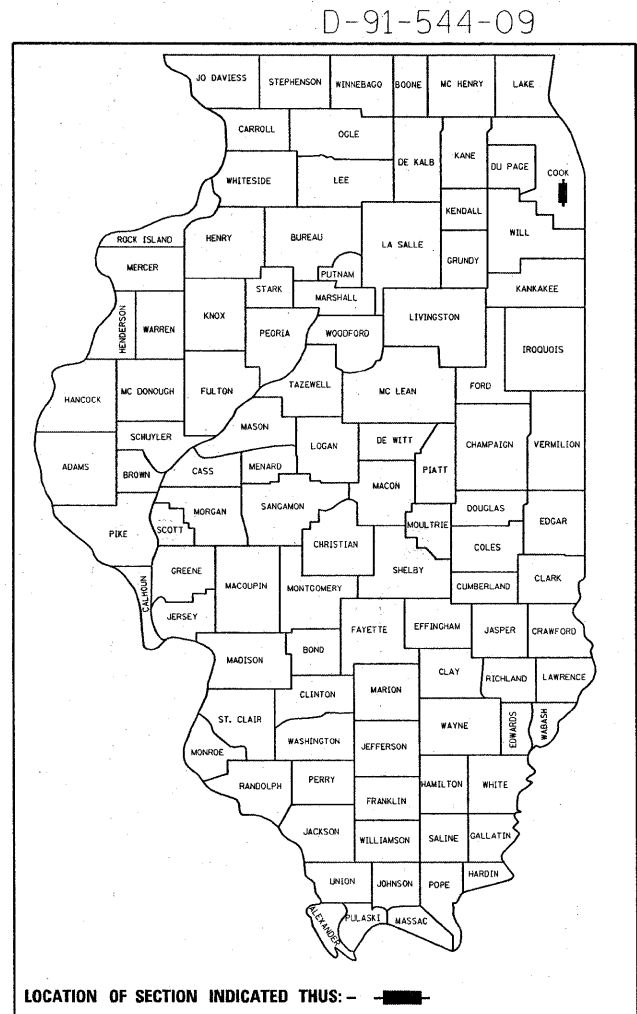 D-91-544-09
JO DAVIESS STEPHENSON WINNEBAGO BOONE MC HENRY LAKE
CARROLL OGLE DE KALB KANE DU PAGE COOK
WHITESIDE LEE
KENDALL WILL
ROCK ISLAND HENRY BUREAU LA SALLE GRUNDY
MERCER PUTNAM KANKAKEE
STARK MARSHALL
HENDERSON WARREN KNOX PEORIA WOODFORD LIVINGSTON IROQUOIS
HANCOCK MC DONOUGH FULTON TAZEWELL MC LEAN FORD
MASON
SCHUYLER LOGAN DE WITT CHAMPAIGN VERMILION
ADAMS BROWN CASS MENARD PIATT
MACON
PIKE SCOTT MORGAN SANGAMON MOULTRIE DOUGLAS EDGAR
CHRISTIAN COLES
CALHOUN GREENE MACOUPIN MONTGOMERY SHELBY CUMBERLAND CLARK
JERSEY
FAYETTE EFFINGHAM JASPER CRAWFORD
MADISON BOND
CLAY RICHLAND LAWRENCE
CLINTON MARION
ST. CLAIR WAYNE EDWARDS WABASH
MONROE WASHINGTON JEFFERSON
RANDOLPH PERRY HAMILTON WHITE
FRANKLIN
JACKSON WILLIAMSON SALINE GALLATIN
UNION JOHNSON POPE HARDIN
ALEXANDER PULASKI MASSAC
LOCATION OF SECTION INDICATED THUS: -